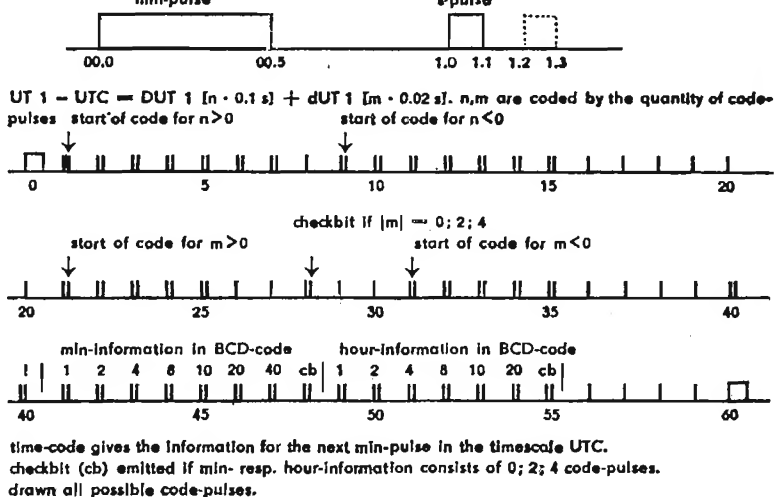 min-pulse s-pulse
00.0 00.5 1.0 1.1 1.2 1.3
UT 1 – UTC = DUT 1 [n · 0.1 s] + dUT 1 [m · 0.02 s]. n,m are coded by the quantity of code-
pulses start of code for n>0 start of code for n<0
0 5 10 15 20
checkbit if |m| = 0; 2; 4
start of code for m>0 start of code for m<0
20 25 30 35 40
min-information in BCD-code hour-information in BCD-code
1 2 4 8 10 20 40 cb 1 2 4 8 10 20 cb
40 45 50 55 60
time-code gives the information for the next min-pulse in the timescale UTC.
checkbit (cb) emitted if min- resp. hour-information consists of 0; 2; 4 code-pulses.
drawn all possible code-pulses.